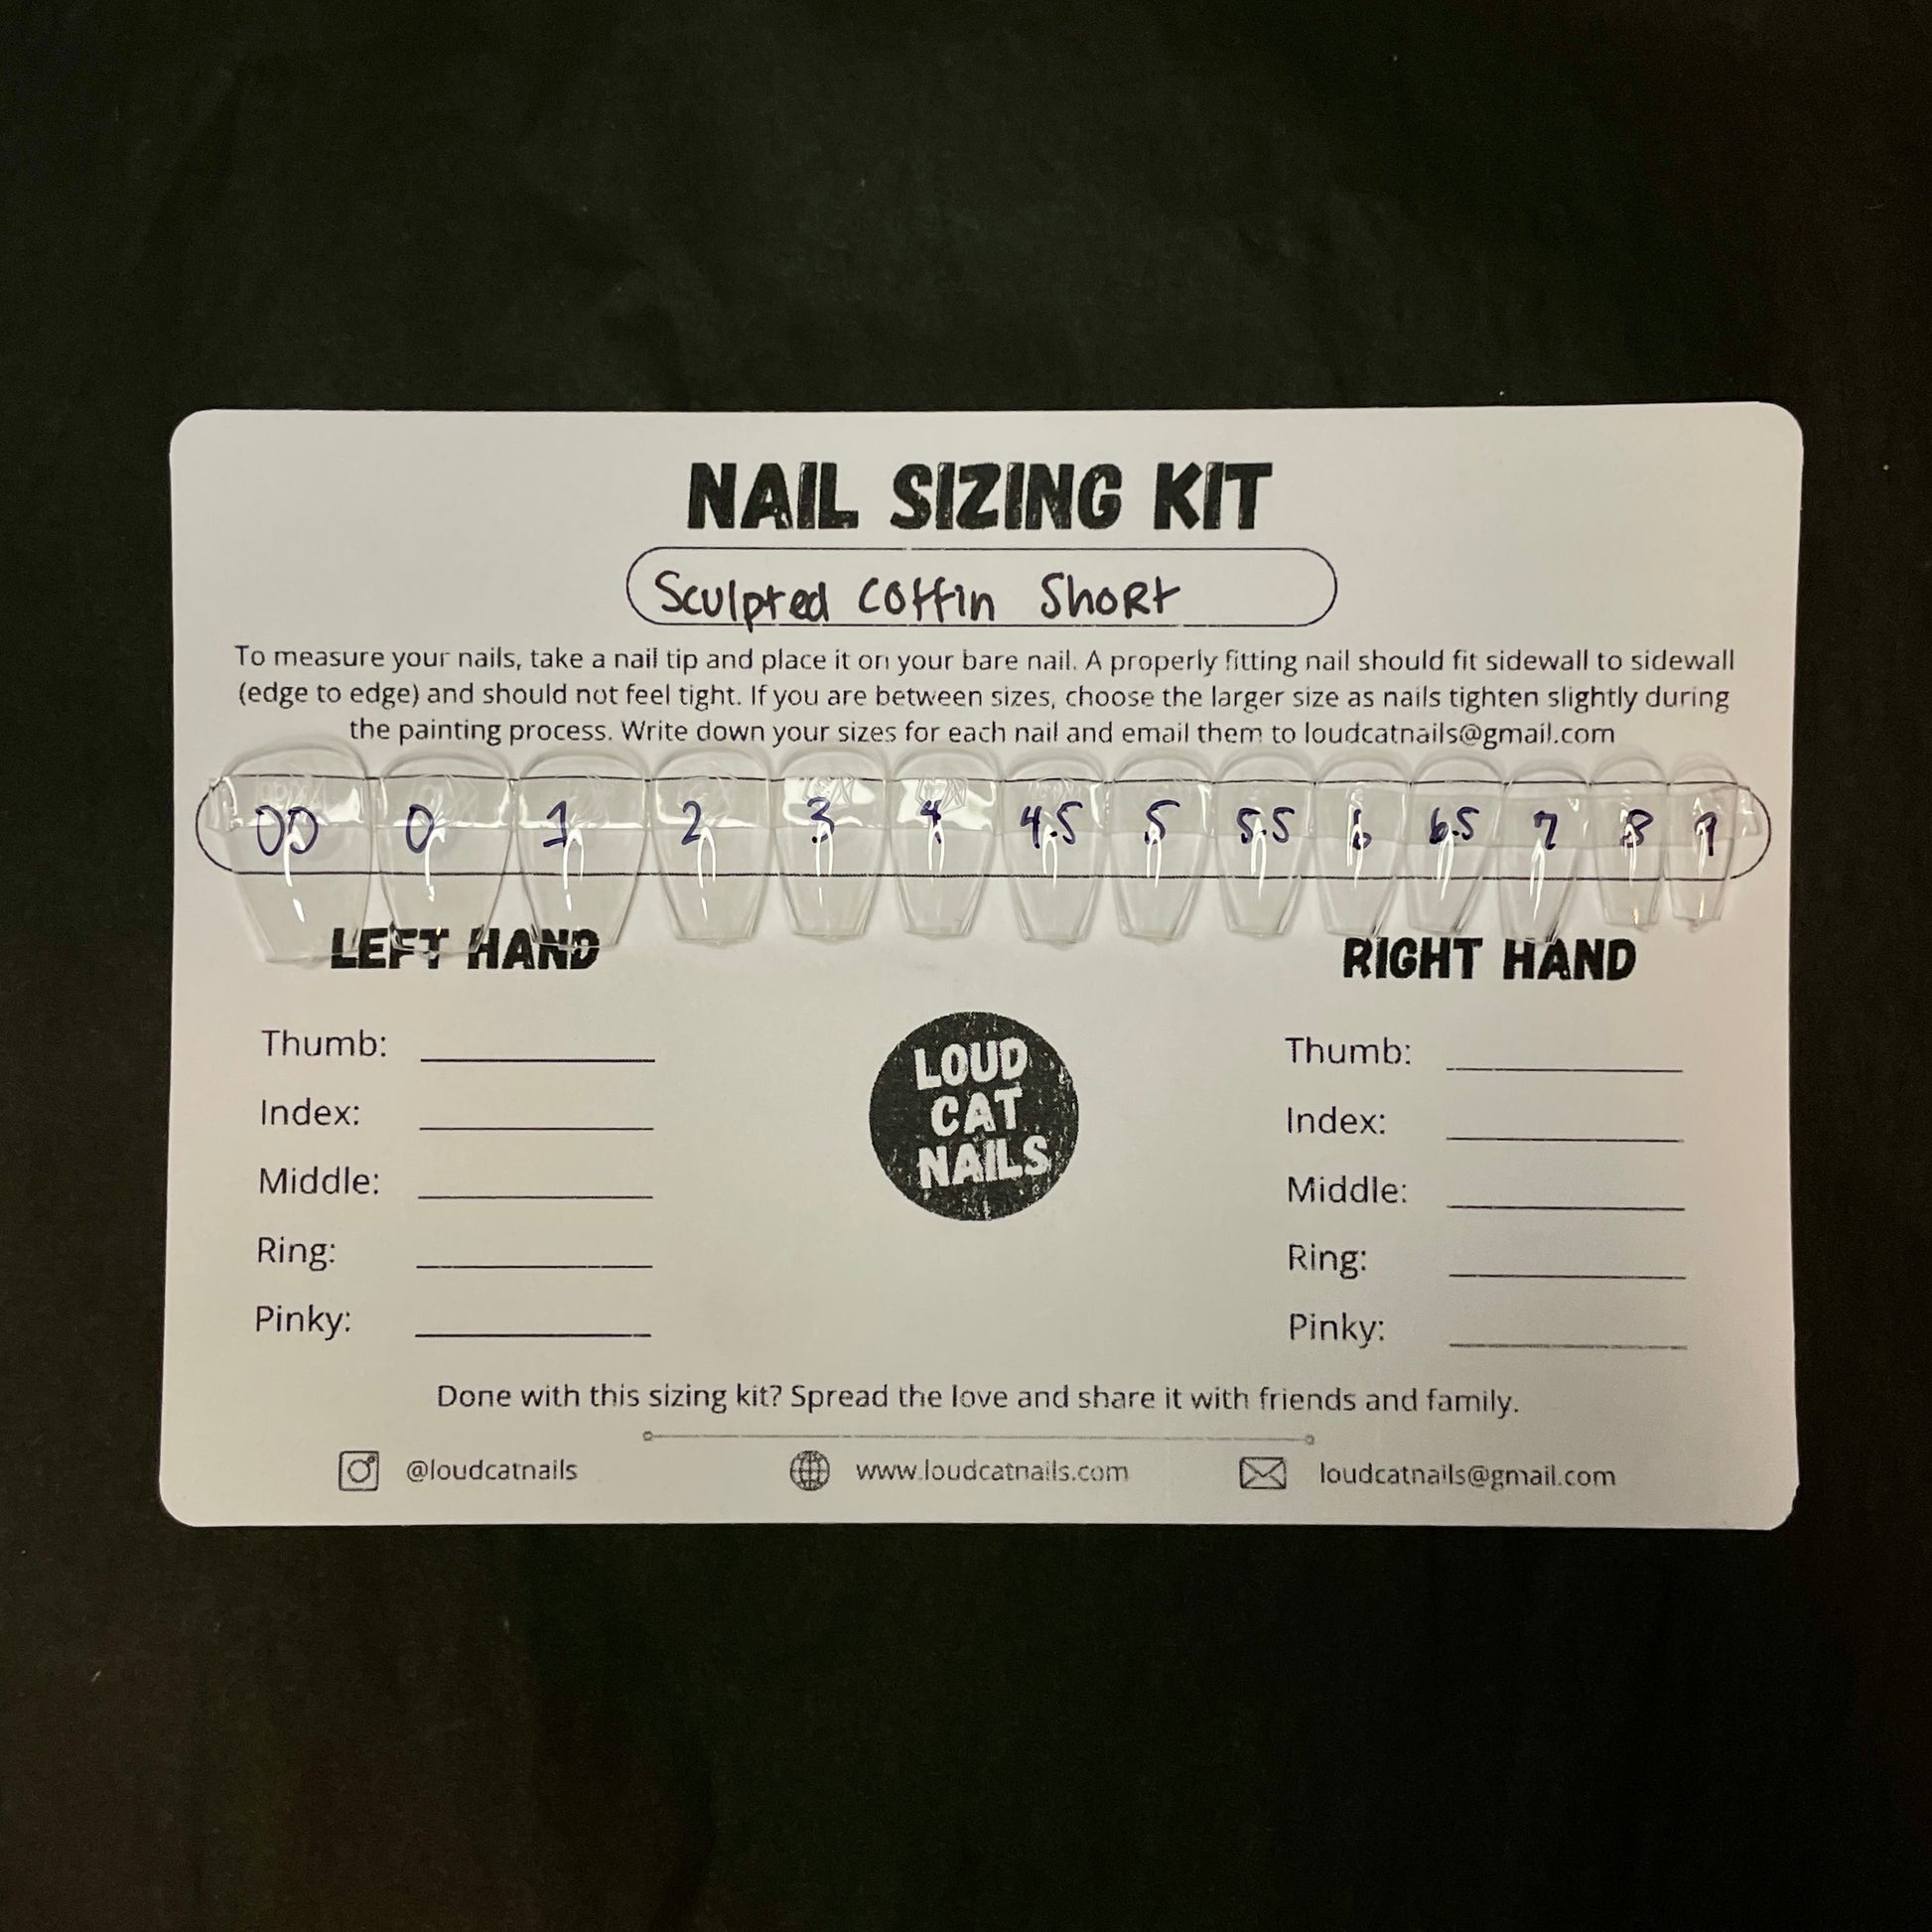 NAIL SIZING KIT
Sculpted Coffin Short
To measure your nails, take a nail tip and place it on your bare nail. A properly fitting nail should fit sidewall to sidewall
(edge to edge) and should not feel tight. If you are between sizes, choose the larger size as nails tighten slightly during
the painting process. Write down your sizes for each nail and email them to loudcatnails@gmail.com
00 0 1 2 3 4 4.5 5 5.5 6 6.5 7 8 9
LEFT HAND
Thumb:
Index:
Middle:
Ring:
Pinky:
LOUD
CAT
NAILS
RIGHT HAND
Thumb:
Index:
Middle:
Ring:
Pinky:
Done with this sizing kit? Spread the love and share it with friends and family.
@loudcatnails www.loudcatnails.com loudcatnails@gmail.com